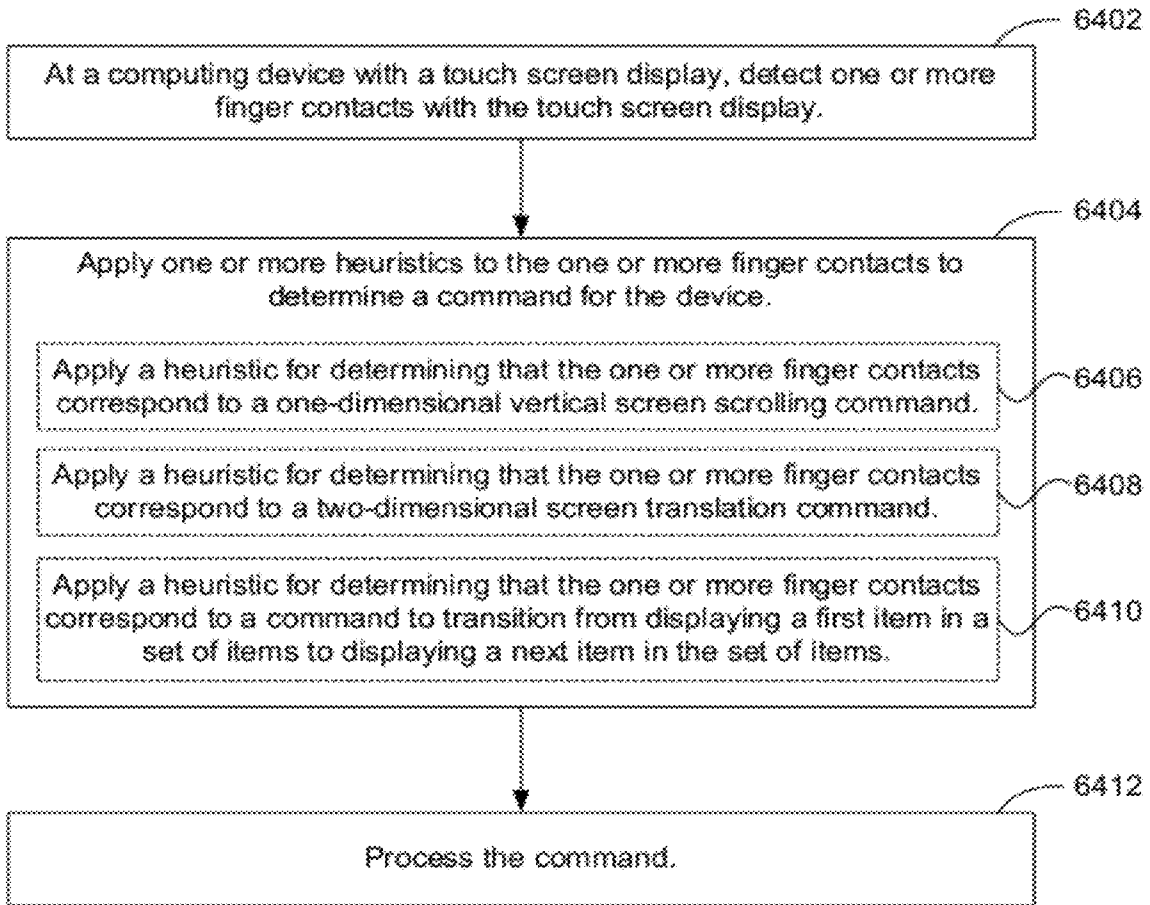 6402
At a computing device with a touch screen display, detect one or more
finger contacts with the touch screen display.
6404
Apply one or more heuristics to the one or more finger contacts to
determine a command for the device.
Apply a heuristic for determining that the one or more finger contacts
correspond to a one-dimensional vertical screen scrolling command.
6406
Apply a heuristic for determining that the one or more finger contacts
correspond to a two-dimensional screen translation command.
6408
Apply a heuristic for determining that the one or more finger contacts
correspond to a command to transition from displaying a first item in a
set of items to displaying a next item in the set of items.
6410
6412
Process the command.